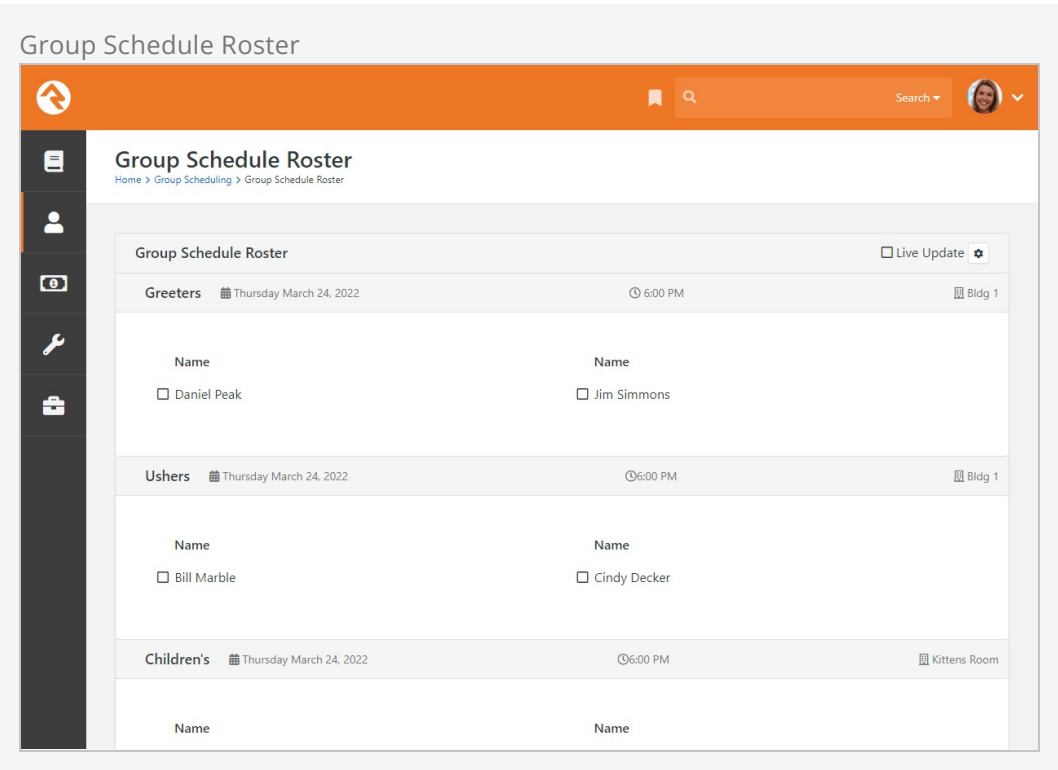 Group Schedule Roster
Search
Group Schedule Roster
Home > Group Scheduling > Group Schedule Roster
Group Schedule Roster Live Update
Greeters Thursday March 24, 2022 6:00 PM Bldg 1
Name Name
Daniel Peak Jim Simmons
Ushers Thursday March 24, 2022 6:00 PM Bldg 1
Name Name
Bill Marble Cindy Decker
Children's Thursday March 24, 2022 6:00 PM Kittens Room
Name Name